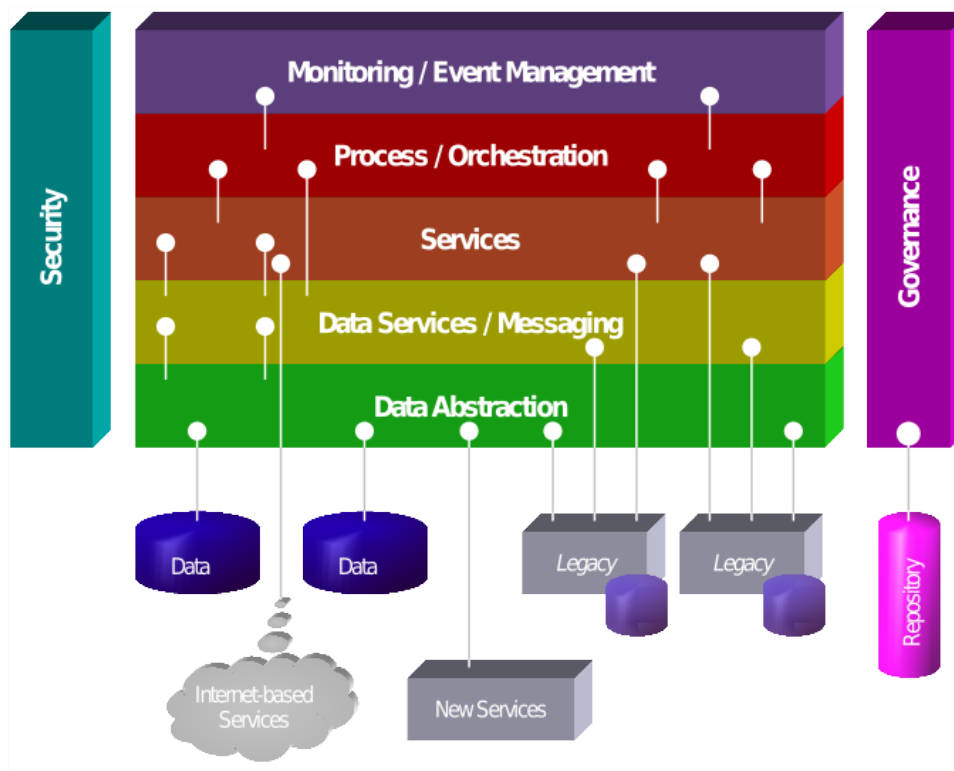 Monitoring / Event Management
Process / Orchestration
Services
Data Services / Messaging
Data Abstraction
Security
Governance
Data
Data
Legacy
Legacy
Repository
Internet-based
Services
New Services